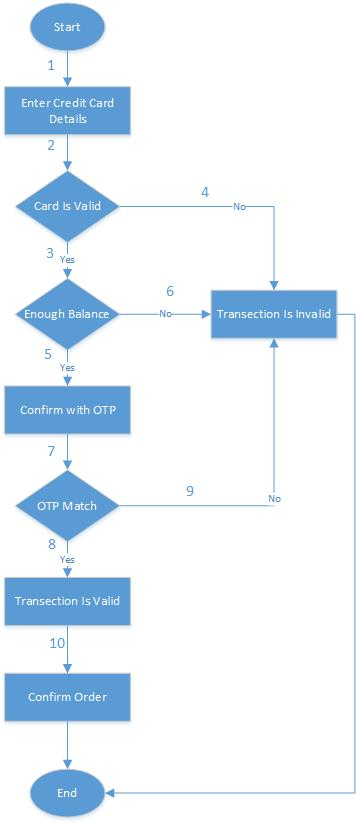 Start
1
Enter Credit Card
Details
2
4
Card Is Valid
No
3
Yes
6
Enough Balance
No
Transection Is Invalid
5
Yes
Confirm with OTP
7
9
OTP Match
No
8
Yes
Transection Is Valid
10
Confirm Order
End